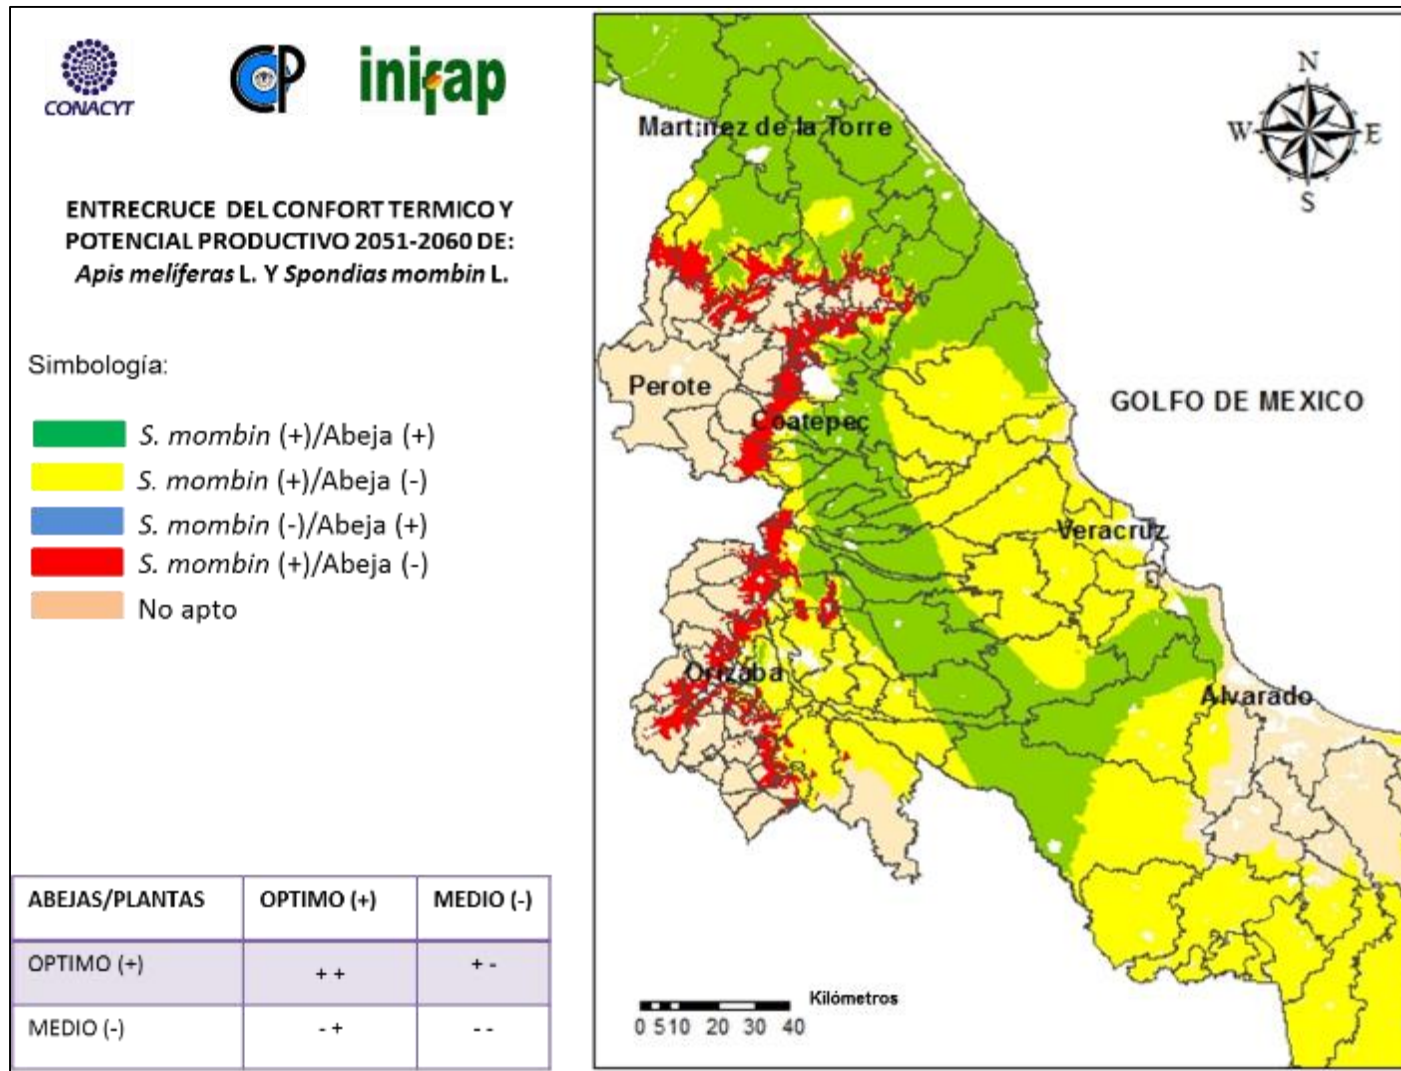 CONACYT
CP
inifap
ENTRECRUCE DEL CONFORT TERMICO Y
POTENCIAL PRODUCTIVO 2051-2060 DE:
Apis melíferas L. Y Spondias mombin L.
Simbología:
S. mombin (+)/Abeja (+)
S. mombin (+)/Abeja (-)
S. mombin (-)/Abeja (+)
S. mombin (+)/Abeja (-)
No apto
ABEJAS/PLANTAS OPTIMO (+) MEDIO (-)
OPTIMO (+) + + + -
MEDIO (-) - + - -
Martínez de la Torre
N
W E
S
Perote
GOLFO DE MEXICO
Coatepec
Veracruz
Orizaba
Alvarado
Kilómetros
0 5 10 20 30 40